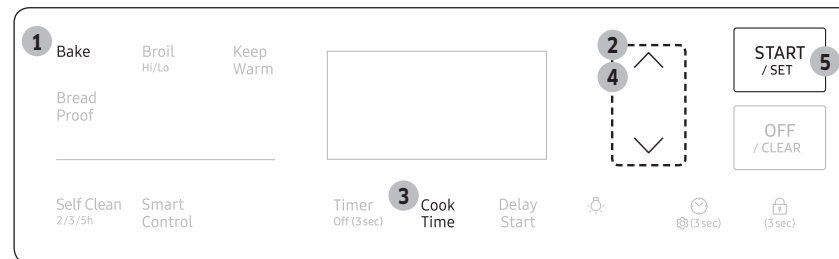 1 Bake Broil Keep 2 START 5
Hi/Lo Warm 4 / SET
Bread
Proof
OFF
/ CLEAR
Self Clean Smart Timer 3 Cook Delay
2/3/5h Control Off (3 sec) Time Start (3 sec) (3 sec)